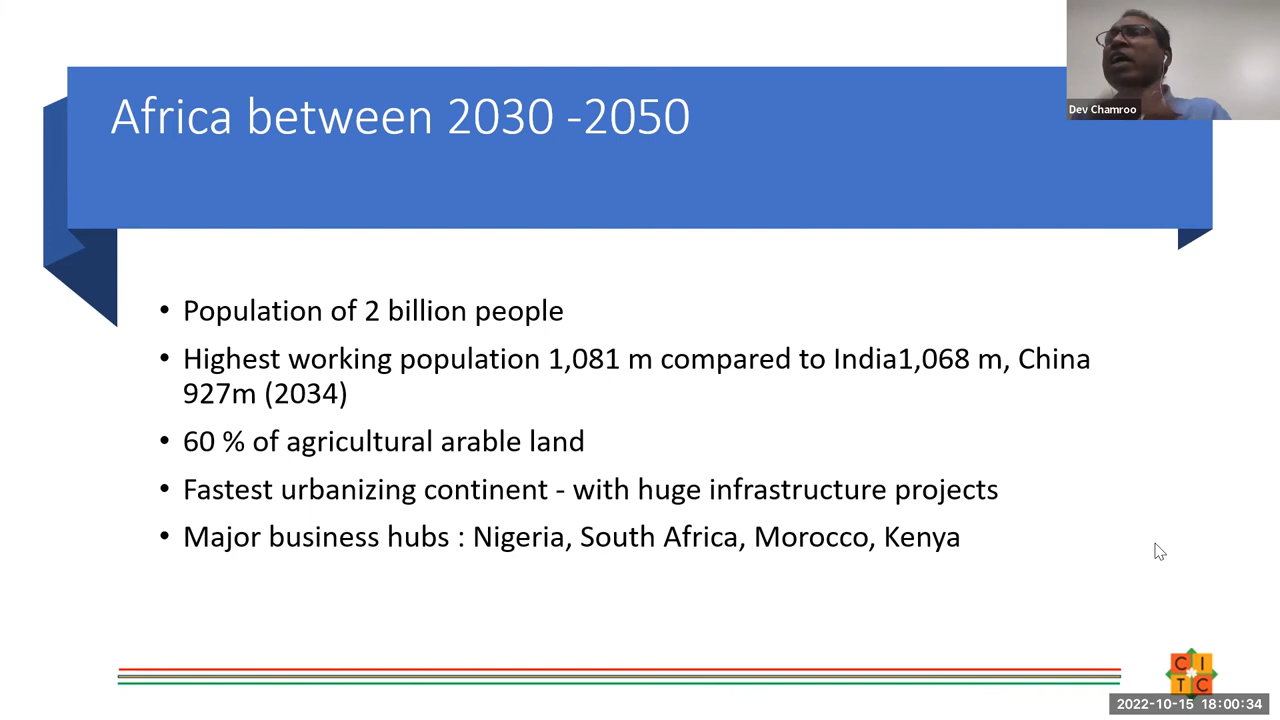 Africa between 2030 -2050
Dev Chamroo
• Population of 2 billion people
• Highest working population 1,081 m compared to India1,068 m, China
927m (2034)
• 60 % of agricultural arable land
• Fastest urbanizing continent - with huge infrastructure projects
• Major business hubs : Nigeria, South Africa, Morocco, Kenya
C I
T C
2022-10-15 18:00:34